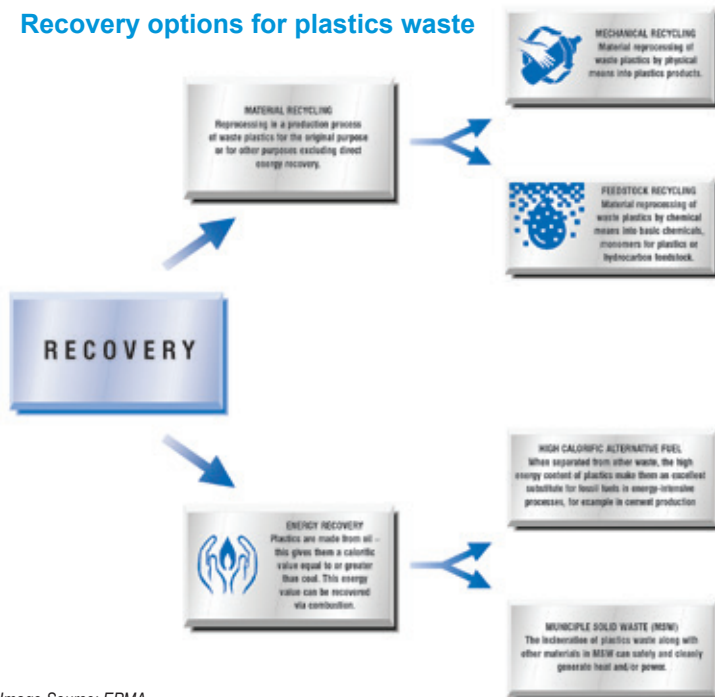 Recovery options for plastics waste
MECHANICAL RECYCLING
Material reprocessing of
waste plastics by physical
means into plastics products.
MATERIAL RECYCLING
Reprocessing in a production process
of waste plastics for the original purpose
or for other purposes excluding direct
energy recovery.
FEEDSTOCK RECYCLING
Material reprocessing of
waste plastics by chemical
means into basic chemicals,
monomers for plastics or
hydrocarbon feedstock.
RECOVERY
HIGH CALORIFIC ALTERNATIVE FUEL
When separated from other waste, the high
energy content of plastics make them an excellent
substitute for fossil fuels in energy-intensive
processes, for example in cement production
ENERGY RECOVERY
Plastics are made from oil –
this gives them a calorific
value equal to or greater
than coal. This energy
value can be recovered
via combustion.
MUNICIPLE SOLID WASTE (MSW)
The incineration of plastics waste along with
other materials in MSW can safely and cleanly
generate heat and/or power.
Image Source: EPMA